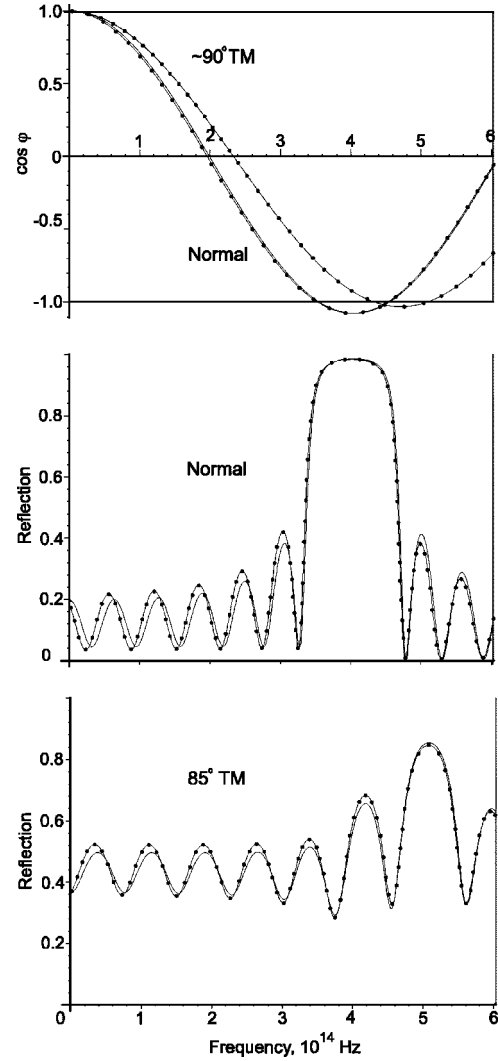 1.0
~90°TM
0.5
1 2 3 4 5 6
0
cos φ
-0.5
Normal
-1.0
0.8
0.6
Normal
Reflection
0.4
0.2
0
0.8
85° TM
0.6
Reflection
0.4
0.2
0 1 2 3 4 5 6
Frequency, 10¹⁴ Hz